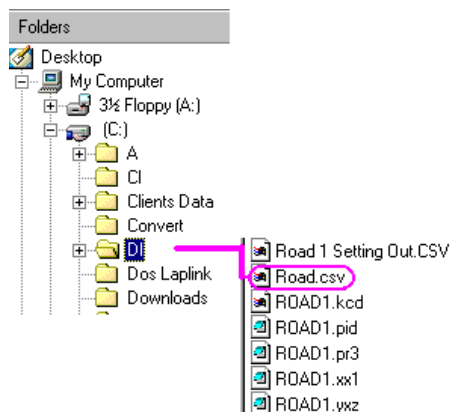 Folders
Desktop
My Computer
3½ Floppy (A:)
(C:)
A
Cl
Clients Data
Convert
DI
Dos Laplink
Downloads
Road 1 Setting Out.CSV
Road.csv
ROAD1.kcd
ROAD1.pid
ROAD1.pr3
ROAD1.xx1
ROAD1.yxz